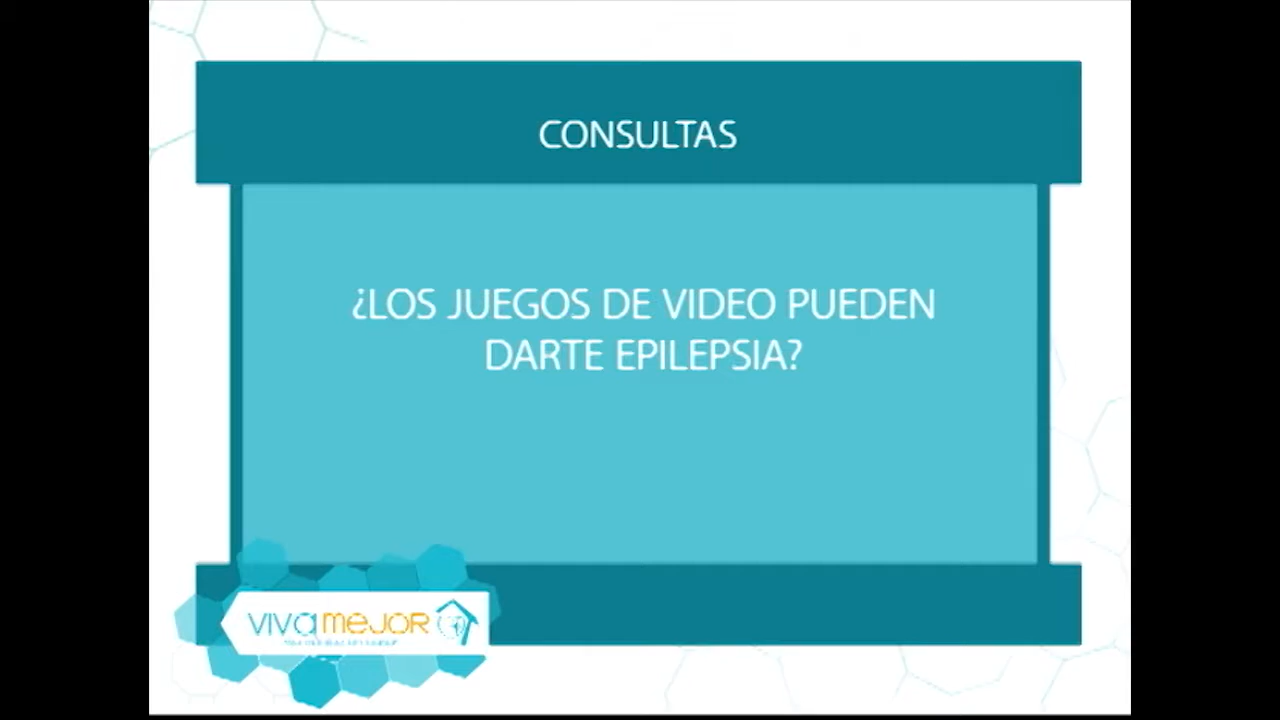 CONSULTAS
¿LOS JUEGOS DE VIDEO PUEDEN
DARTE EPILEPSIA?
VIVAMEJOR